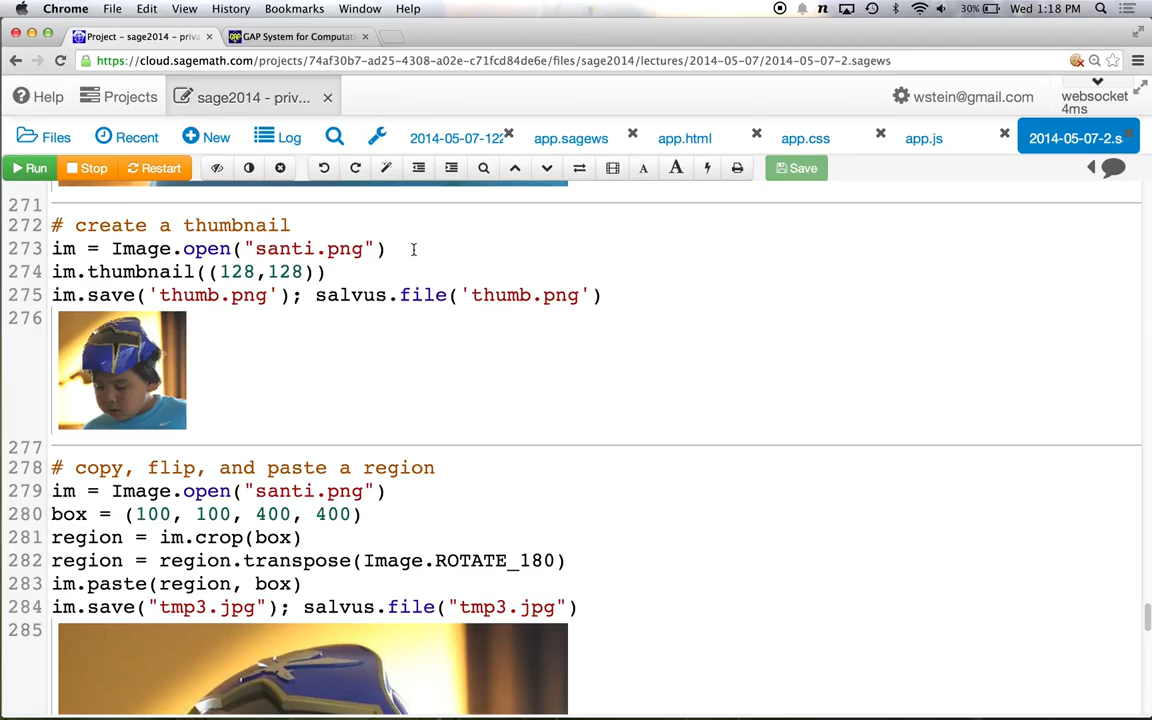 Chrome File Edit View History Bookmarks Window Help 30% Wed 1:18 PM
Project – sage2014 – priva × GAP System for Computati ×
https://cloud.sagemath.com/projects/74af30b7-ad25-4308-a02e-c71fcd84de6e/files/sage2014/lectures/2014-05-07/2014-05-07-2.sagews
Help Projects sage2014 - priv... × wstein@gmail.com websocket
4ms
Files Recent New Log 2014-05-07-122 app.sagews app.html app.css app.js 2014-05-07-2.s
Run Stop Restart A A Save
271
272 # create a thumbnail
273 im = Image.open("santi.png")
274 im.thumbnail((128,128))
275 im.save('thumb.png'); salvus.file('thumb.png')
276
277
278 # copy, flip, and paste a region
279 im = Image.open("santi.png")
280 box = (100, 100, 400, 400)
281 region = im.crop(box)
282 region = region.transpose(Image.ROTATE_180)
283 im.paste(region, box)
284 im.save("tmp3.jpg"); salvus.file("tmp3.jpg")
285